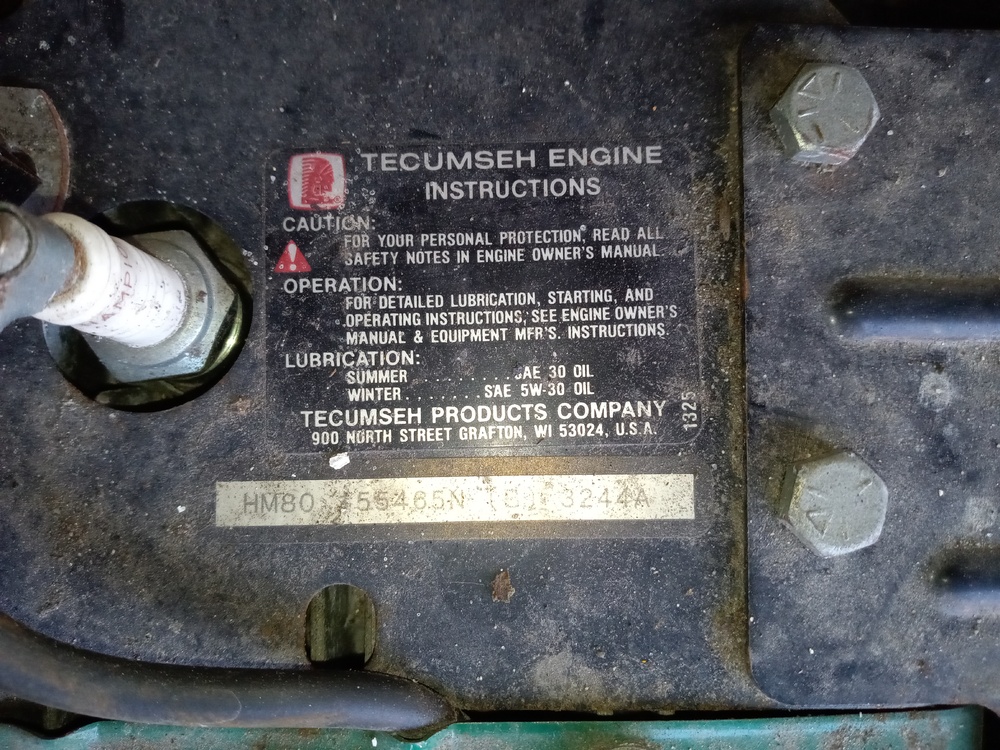 TECUMSEH ENGINE
INSTRUCTIONS
CAUTION:
FOR YOUR PERSONAL PROTECTION, READ ALL
SAFETY NOTES IN ENGINE OWNER'S MANUAL.
OPERATION:
FOR DETAILED LUBRICATION, STARTING, AND
OPERATING INSTRUCTIONS, SEE ENGINE OWNER'S
MANUAL & EQUIPMENT MFR'S. INSTRUCTIONS.
LUBRICATION:
SUMMER . . . . . . . . . . SAE 30 OIL
WINTER . . . . . . . SAE 5W-30 OIL
TECUMSEH PRODUCTS COMPANY
900 NORTH STREET GRAFTON, WI 53024, U.S.A.
1325
HM80 3244A